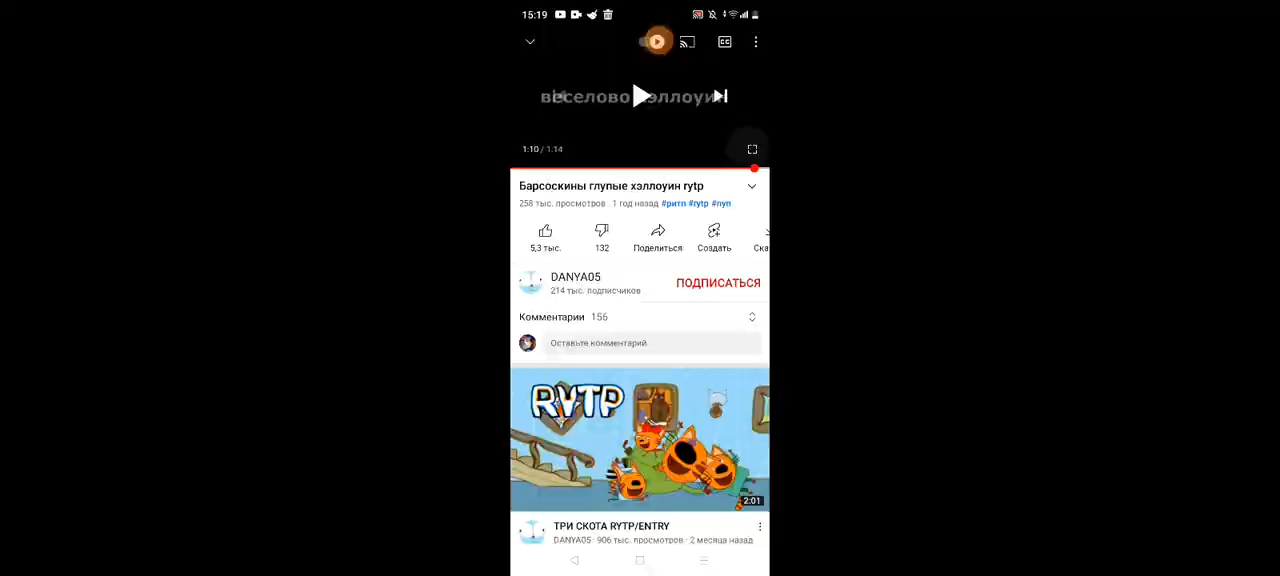 15:19
веселово хэллоуин
1:10 / 1:14
Барсоскины глупые хэллоуин rytp
258 тыс. просмотров 1 год назад #ритп #rytp #пуп
5,3 тыс. 132 Поделиться Создать Ска
DANYA05
214 тыс. подписчиков
ПОДПИСАТЬСЯ
Комментарии 156
Оставьте комментарий
RYTP
2:01
ТРИ СКОТА RYTP/ENTRY
DANYA05 · 906 тыс. просмотров · 2 месяца назад